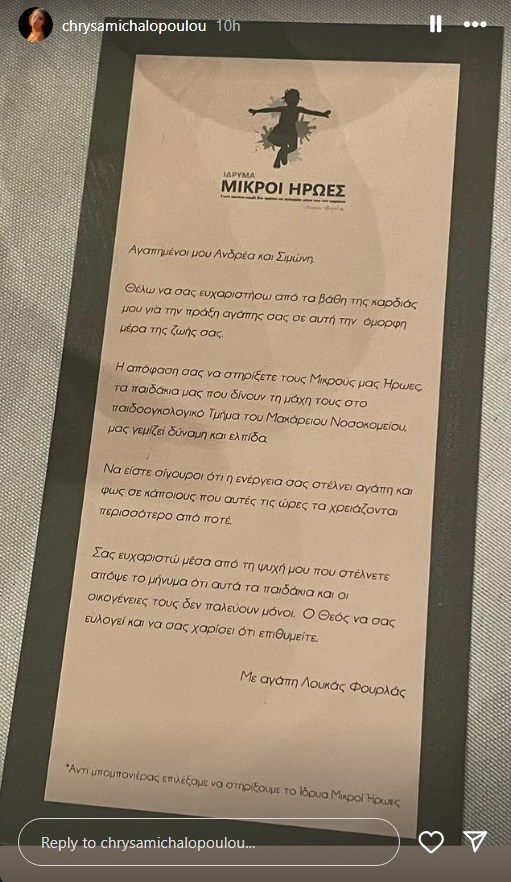 chrysamichalopoulou 10h
ΙΔΡΥΜΑ
ΜΙΚΡΟΙ ΗΡΩΕΣ
Αγαπημένοι μου Ανδρέα και Σιμώνη,
Θέλω να σας ευχαριστήσω από τα βάθη της καρδιάς
μου για την πράξη αγάπης σας σε αυτή την όμορφη
μέρα της ζωής σας.
Η απόφαση σας να στηρίξετε τους Μικρούς μας Ήρωες,
τα παιδάκια μας που δίνουν τη μάχη τους στο
παιδοογκολογικό Τμήμα του Μακάρειου Νοσοκομείου,
μας γεμίζει δύναμη και ελπίδα.
Να είστε σίγουροι ότι η ενέργεια σας στέλνει αγάπη και
φως σε κάποιους που αυτές τις ώρες τα χρειάζονται
περισσότερο από ποτέ.
Σας ευχαριστώ μέσα από τη ψυχή μου που στέλνετε
απόψε το μήνυμα ότι αυτά τα παιδάκια και οι
οικογένειες τους δεν παλεύουν μόνοι. Ο Θεός να σας
ευλογεί και να σας χαρίσει ότι επιθυμείτε.
Με αγάπη Λουκάς Φουρλάς
*Αντί μπομπονιέρας επιλέξαμε να στηρίξουμε το Ίδρυα Μικροί Ήρωες
Reply to chrysamichalopoulou...